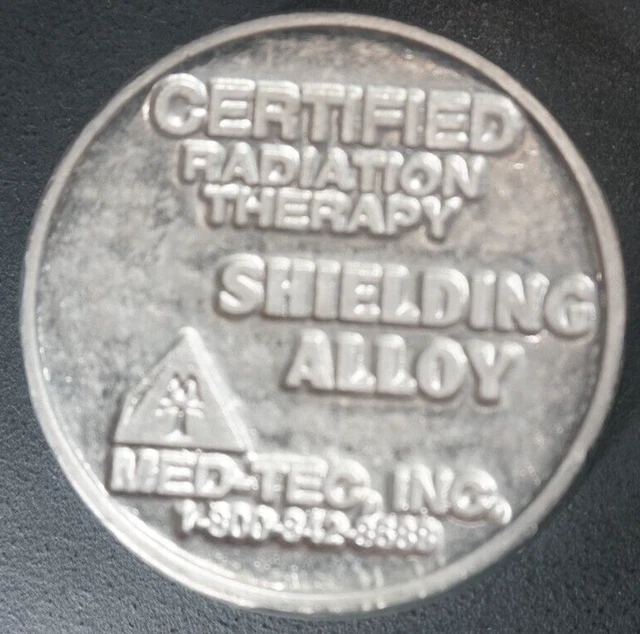 CERTIFIED
RADIATION
THERAPY
SHIELDING
ALLOY
MED-TEC, INC.